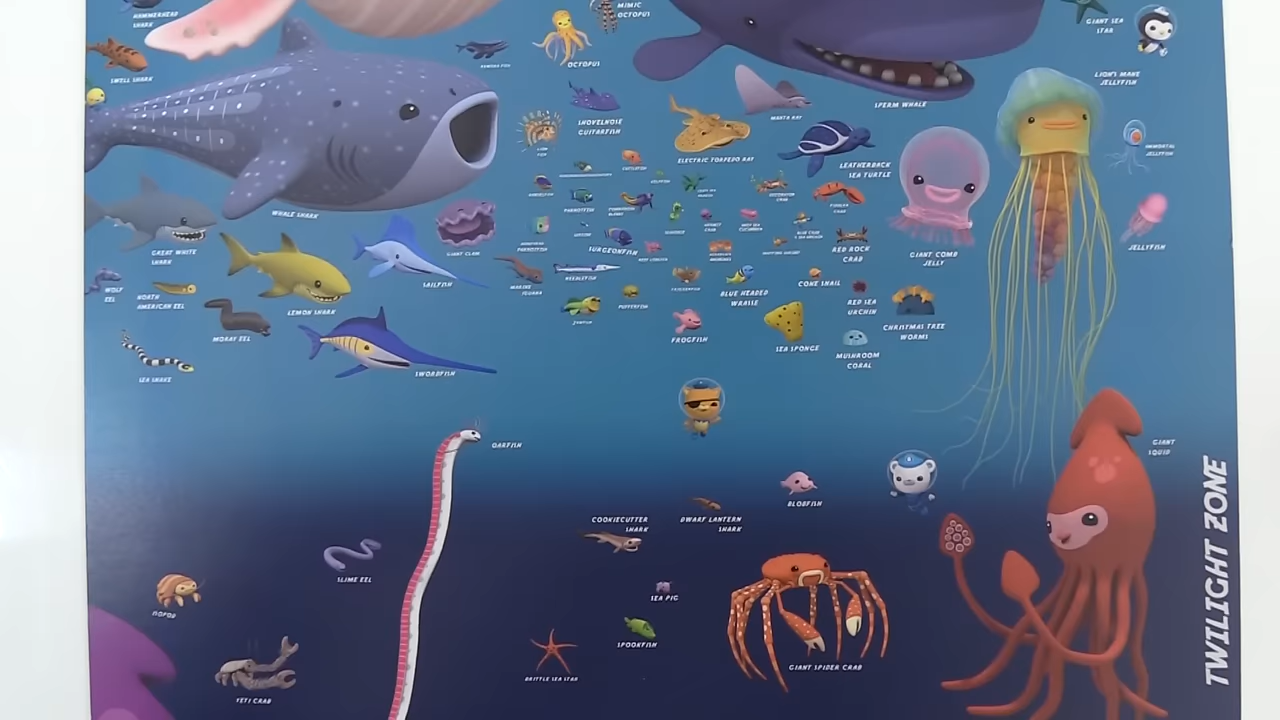 HAMMERHEAD
SHARK
MIMIC
OCTOPUS
GIANT SEA
STAR
SWELL SHARK
OCTOPUS
LION'S MANE
JELLYFISH
SPERM WHALE
MANTA RAY
SHOVELNOSE
GUITARFISH
IMMORTAL
JELLYFISH
LION
FISH
ELECTRIC TORPEDO RAY
LEATHERBACK
SEA TURTLE
WHALE SHARK
PARROTFISH
GREAT WHITE
SHARK
GIANT CLAM
SURGEONFISH
RED ROCK
CRAB
GIANT COMB
JELLY
JELLYFISH
SAILFISH
MARINE
IGUANA
NEEDLEFISH
CONE SNAIL
WOLF
EEL
NORTH
AMERICAN EEL
LEMON SHARK
BLUE HEADED
WRASSE
PUFFERFISH
RED SEA
URCHIN
CHRISTMAS TREE
WORMS
MORAY EEL
FROGFISH
SEA SPONGE
MUSHROOM
CORAL
SEA SNAKE
SWORDFISH
OARFISH
GIANT
SQUID
BLOBFISH
COOKIECUTTER
SHARK
DWARF LANTERN
SHARK
SLIME EEL
SEA PIG
ISOPOD
SPOOKFISH
GIANT SPIDER CRAB
BRITTLE SEA STAR
YETI CRAB
TWILIGHT ZONE